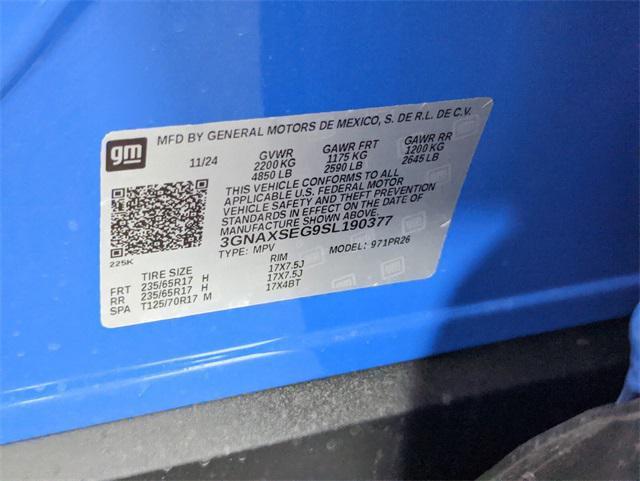 MFD BY GENERAL MOTORS DE MEXICO, S. DE R.L. DE C.V.
gm
11/24 GVWR GAWR FRT GAWR RR
2200 KG 1175 KG 1200 KG
4850 LB 2590 LB 2645 LB
THIS VEHICLE CONFORMS TO ALL
APPLICABLE U.S. FEDERAL MOTOR
VEHICLE SAFETY AND THEFT PREVENTION
STANDARDS IN EFFECT ON THE DATE OF
MANUFACTURE SHOWN ABOVE.
3GNAXSEG9SL190377
TYPE: MPV MODEL: 971PR26
225K
TIRE SIZE RIM
FRT 235/65R17 H 17X7.5J
RR 235/65R17 H 17X7.5J
SPA T125/70R17 M 17X4BT